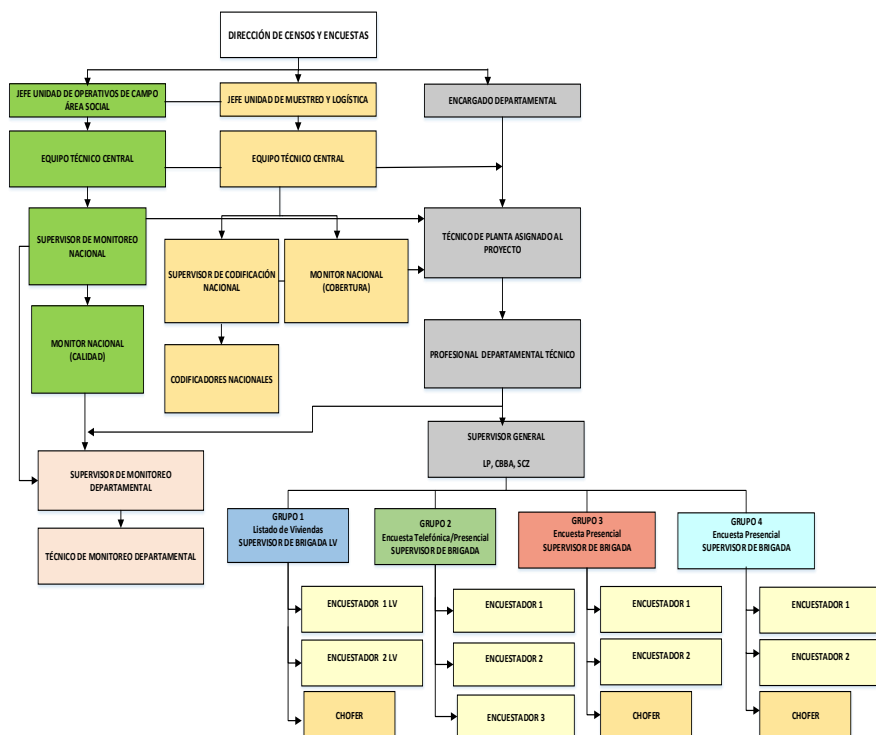 DIRECCIÓN DE CENSOS Y ENCUESTAS
JEFE UNIDAD DE OPERATIVOS DE CAMPO
ÁREA SOCIAL
JEFE UNIDAD DE MUESTREO Y LOGÍSTICA
ENCARGADO DEPARTAMENTAL
EQUIPO TÉCNICO CENTRAL
EQUIPO TÉCNICO CENTRAL
SUPERVISOR DE MONITOREO
NACIONAL
SUPERVISOR DE CODIFICACIÓN
NACIONAL
MONITOR NACIONAL
(COBERTURA)
TÉCNICO DE PLANTA ASIGNADO AL
PROYECTO
MONITOR NACIONAL
(CALIDAD)
CODIFICADORES NACIONALES
PROFESIONAL DEPARTAMENTAL TÉCNICO
SUPERVISOR GENERAL
LP, CBBA, SCZ
SUPERVISOR DE MONITOREO
DEPARTAMENTAL
TÉCNICO DE MONITOREO DEPARTAMENTAL
GRUPO 1
Listado de Viviendas
SUPERVISOR DE BRIGADA LV
GRUPO 2
Encuesta Telefónica/Presencial
SUPERVISOR DE BRIGADA
GRUPO 3
Encuesta Presencial
SUPERVISOR DE BRIGADA
GRUPO 4
Encuesta Presencial
SUPERVISOR DE BRIGADA
ENCUESTADOR 1 LV
ENCUESTADOR 1
ENCUESTADOR 1
ENCUESTADOR 1
ENCUESTADOR 2 LV
ENCUESTADOR 2
ENCUESTADOR 2
ENCUESTADOR 2
CHOFER
ENCUESTADOR 3
CHOFER
CHOFER